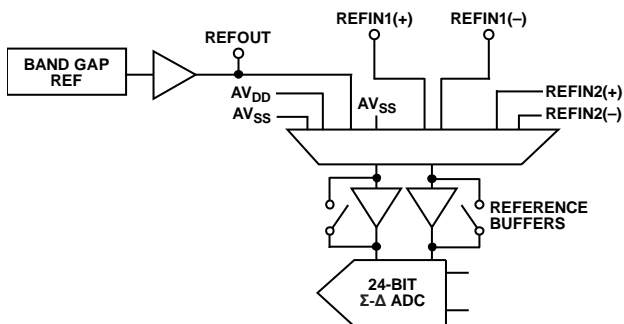 REFIN1(+)
REFIN1(–)
REFOUT
BAND GAP
REF
AVDD
AVSS
AVSS
REFIN2(+)
REFIN2(–)
REFERENCE
BUFFERS
24-BIT
Σ-Δ ADC